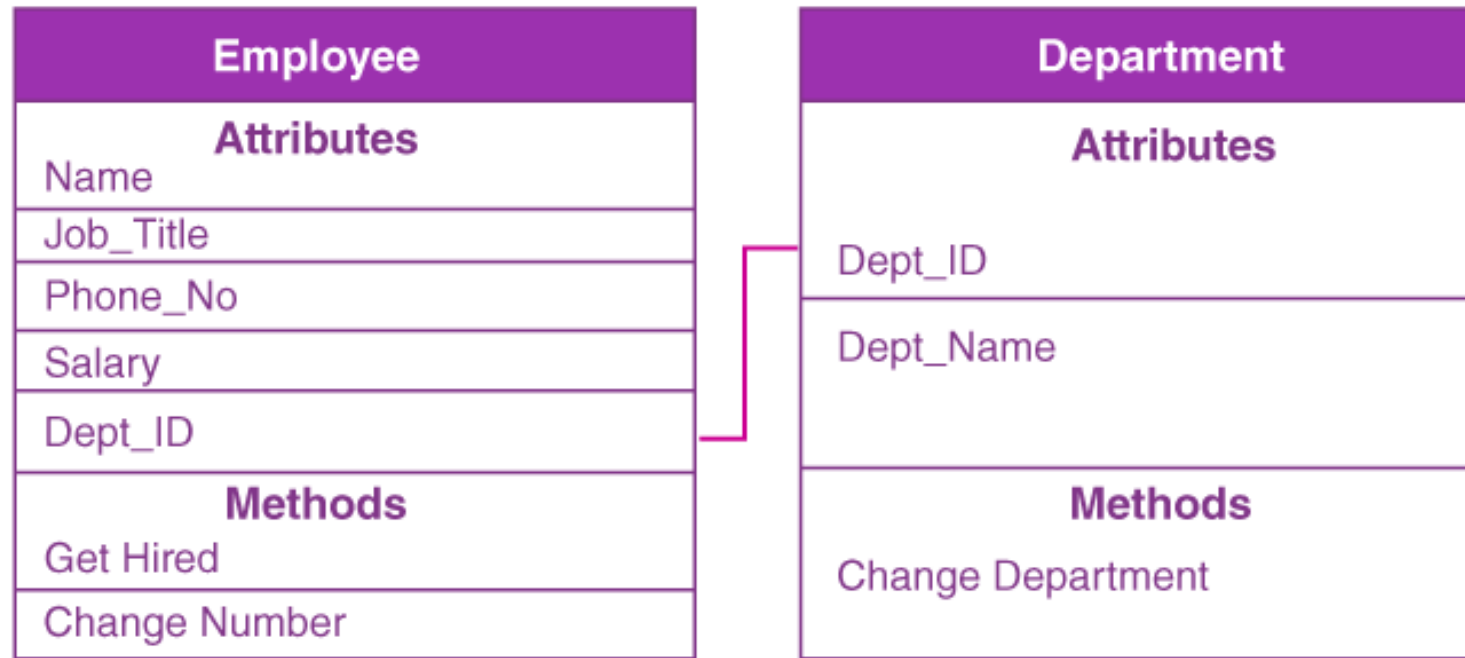 Employee
Attributes
Name
Job_Title
Phone_No
Salary
Dept_ID
Methods
Get Hired
Change Number
Department
Attributes
Dept_ID
Dept_Name
Methods
Change Department